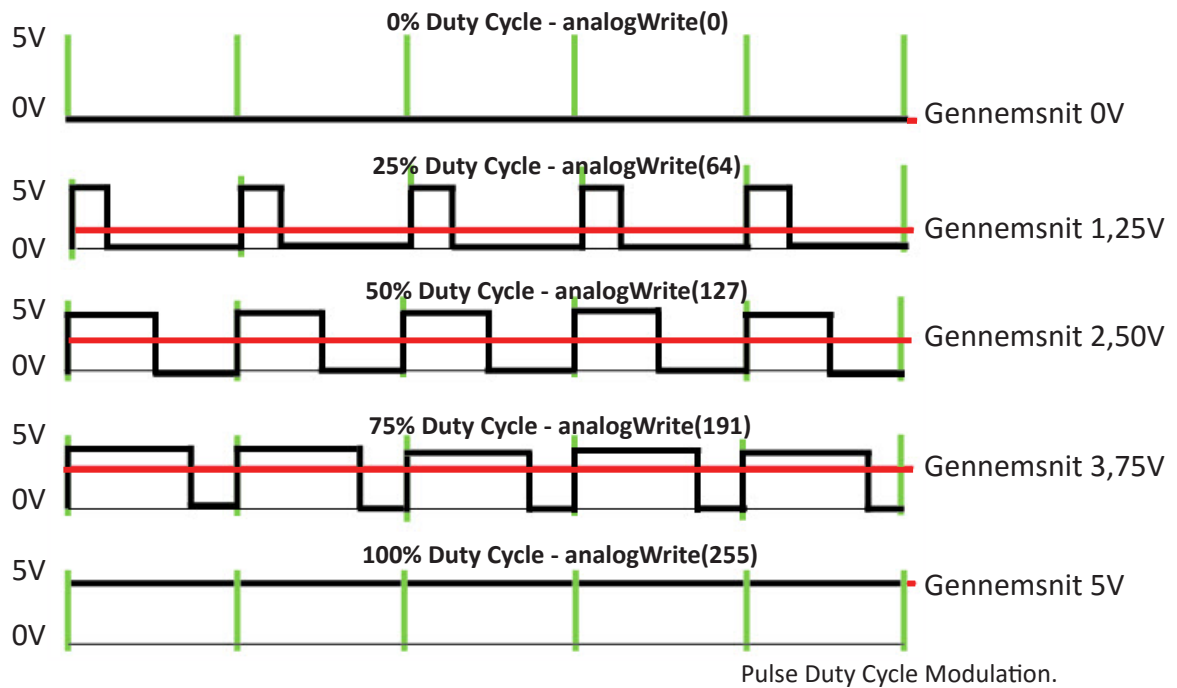 0% Duty Cycle - analogWrite(0)
5V
0V
Gennemsnit 0V
25% Duty Cycle - analogWrite(64)
5V
Gennemsnit 1,25V
0V
50% Duty Cycle - analogWrite(127)
5V
Gennemsnit 2,50V
0V
75% Duty Cycle - analogWrite(191)
5V
Gennemsnit 3,75V
0V
100% Duty Cycle - analogWrite(255)
5V
Gennemsnit 5V
0V
Pulse Duty Cycle Modulation.